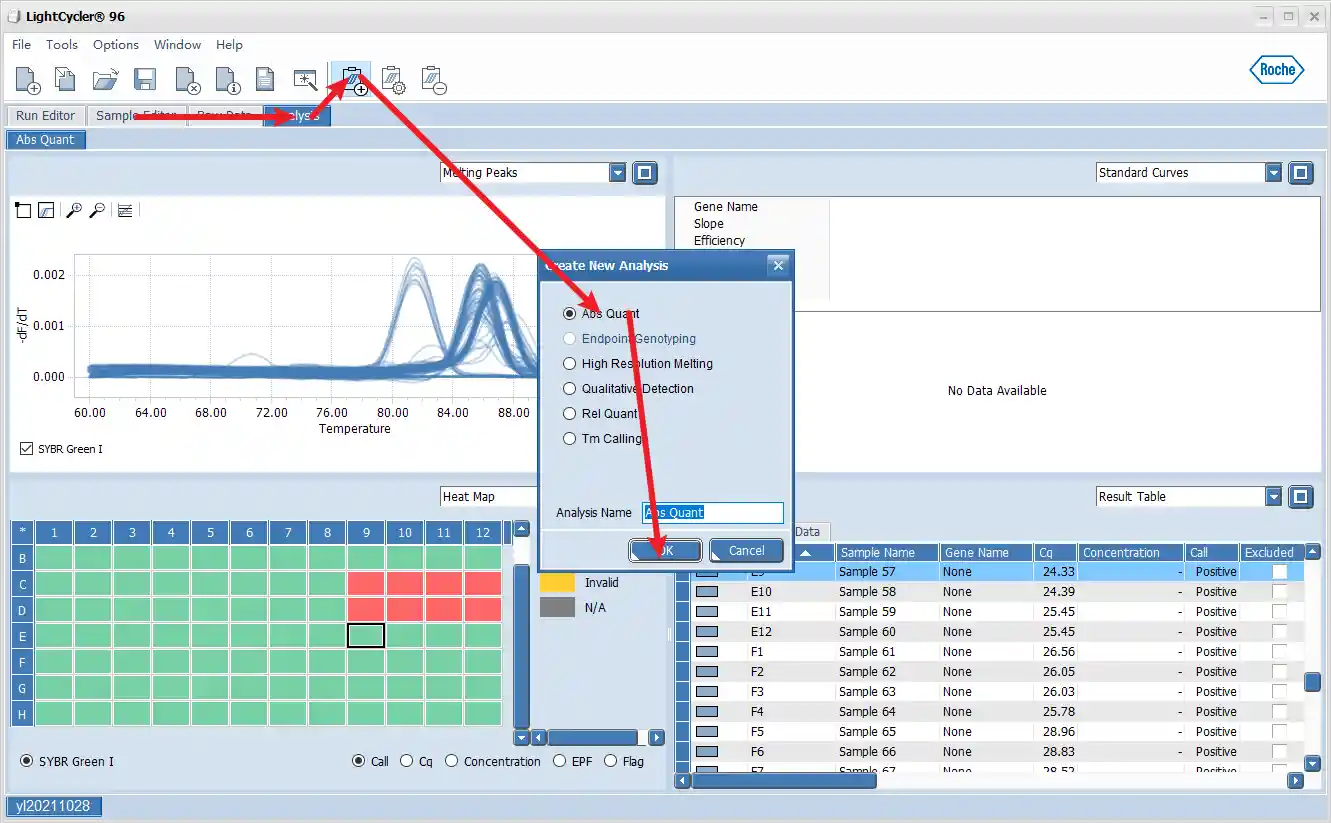 LightCycler® 96
File Tools Options Window Help
Roche
Run Editor Sample Editor Raw Data Analysis
Abs Quant
Melting Peaks
Standard Curves
Gene Name
Slope
Efficiency
-dF/dT
0.002
0.001
0.000
60.00 64.00 68.00 72.00 76.00 80.00 84.00 88.00
Temperature
SYBR Green I
No Data Available
Create New Analysis
Abs Quant
Endpoint Genotyping
High Resolution Melting
Qualitative Detection
Rel Quant
Tm Calling
Analysis Name Abs Quant
OK Cancel
Heat Map
* 1 2 3 4 5 6 7 8 9 10 11 12
B
C
D
E
F
G
H
Invalid
N/A
SYBR Green I Call Cq Concentration EPF Flag
Result Table
Data
Sample Name Gene Name Cq Concentration Call Excluded
E9 Sample 57 None 24.33 - Positive
E10 Sample 58 None 24.39 - Positive
E11 Sample 59 None 25.45 - Positive
E12 Sample 60 None 25.45 - Positive
F1 Sample 61 None 26.56 - Positive
F2 Sample 62 None 26.05 - Positive
F3 Sample 63 None 26.03 - Positive
F4 Sample 64 None 25.78 - Positive
F5 Sample 65 None 28.96 - Positive
F6 Sample 66 None 28.83 - Positive
F7 Sample 67 None 28.52 - Positive
yl20211028